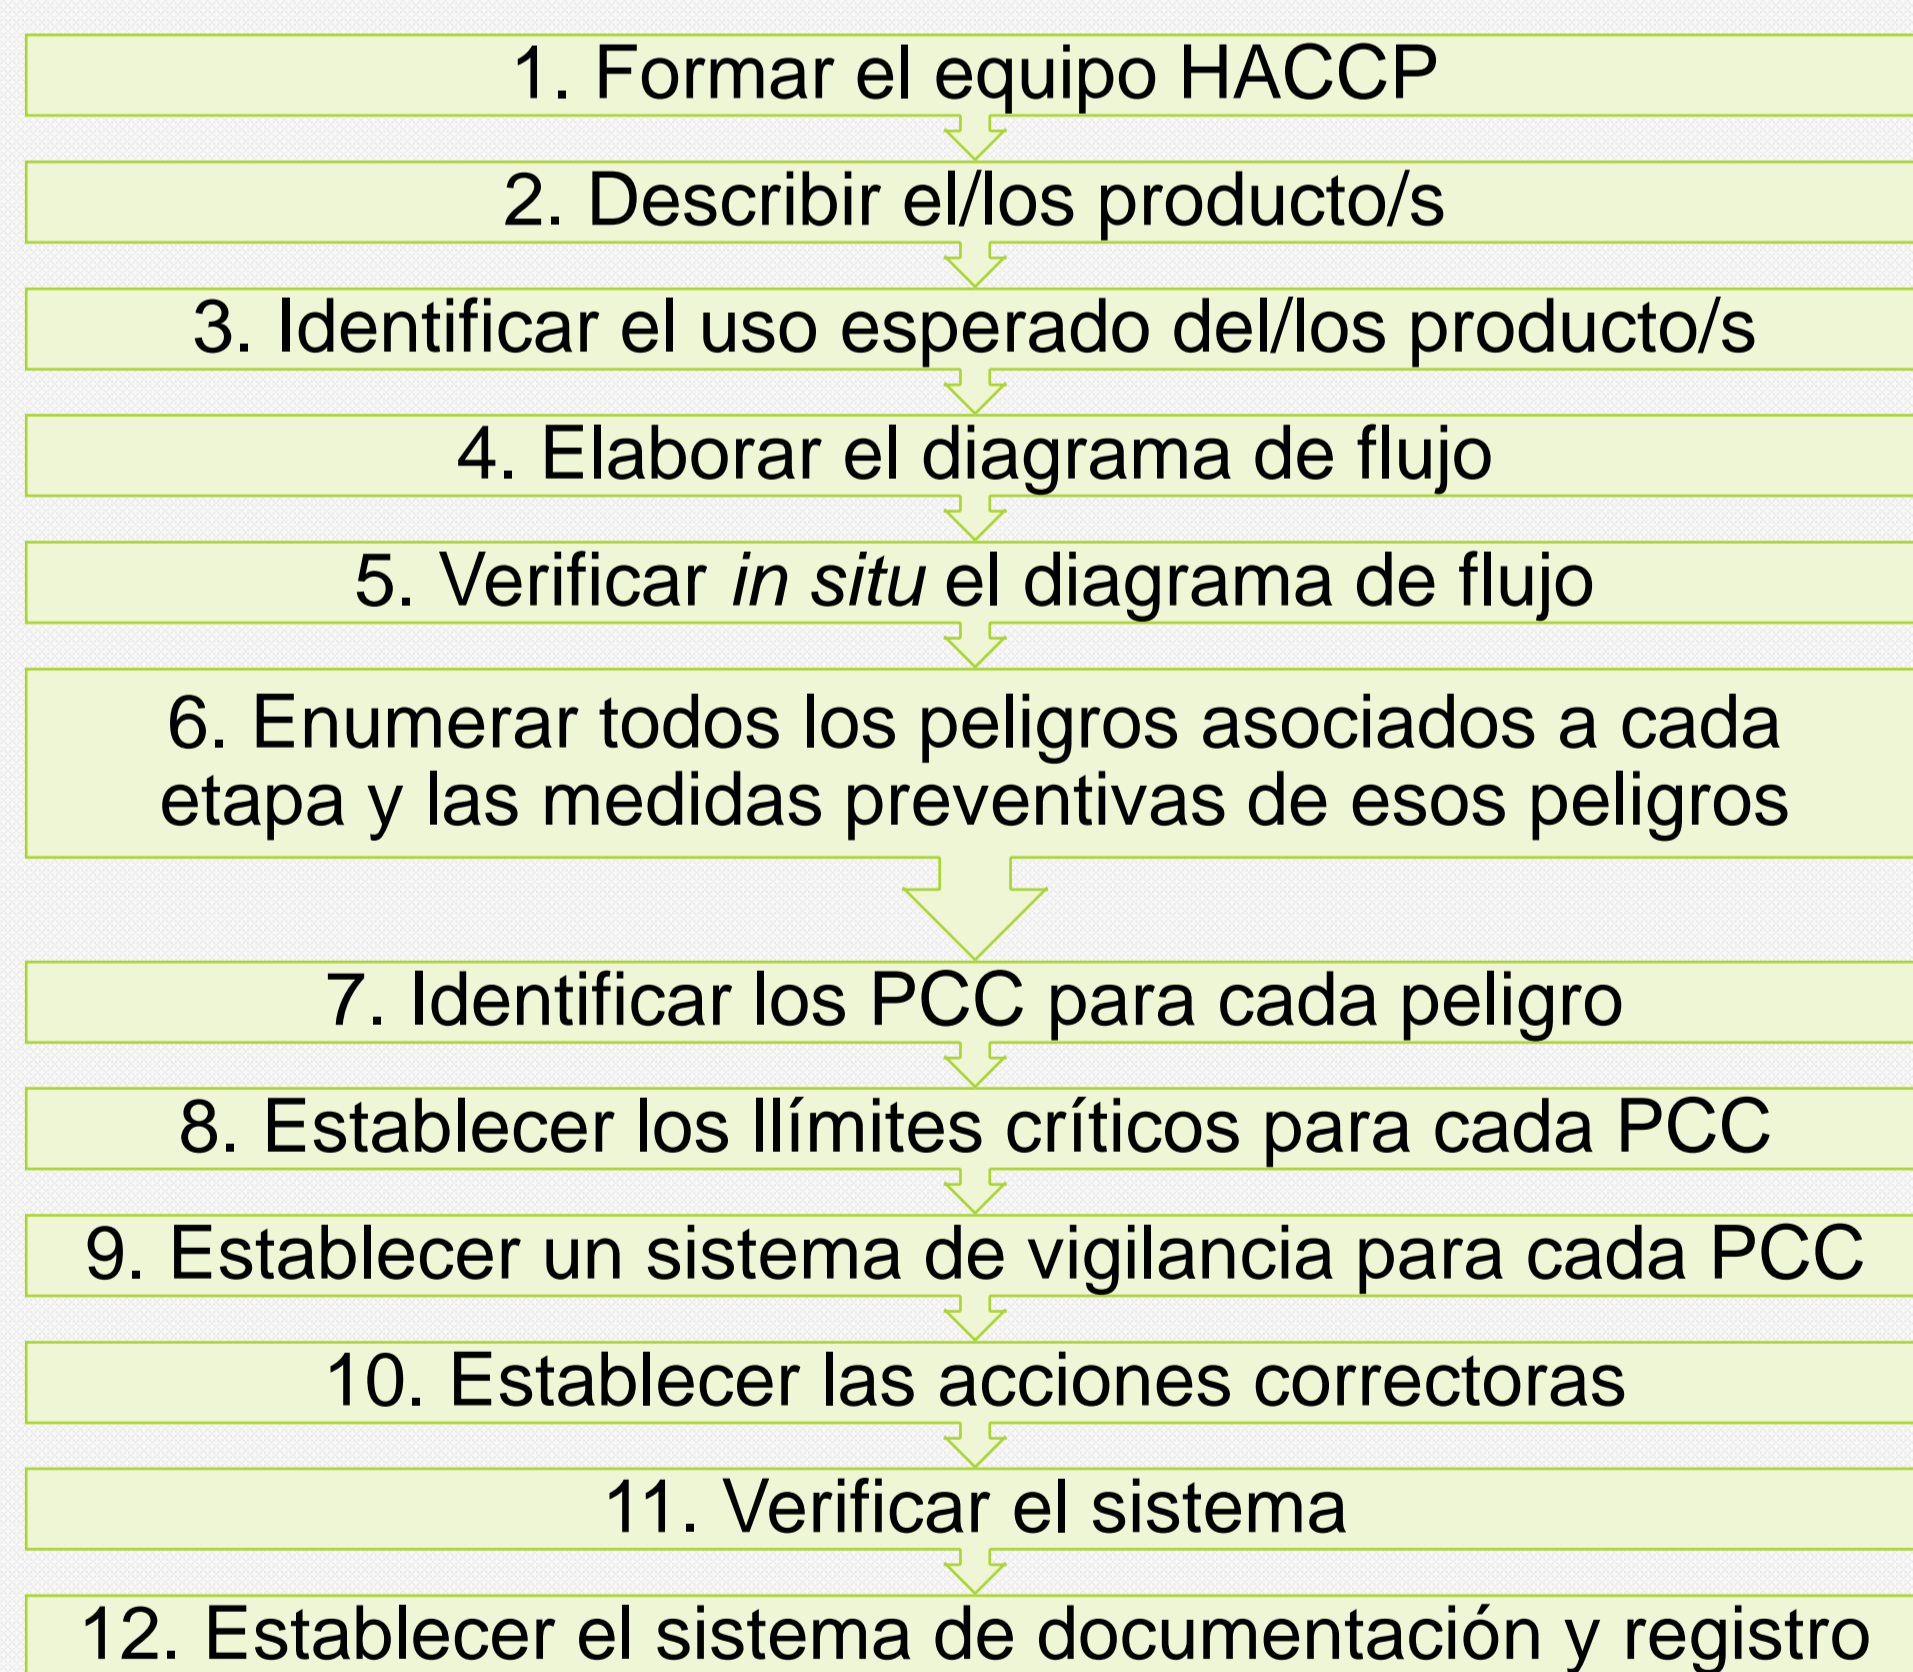 1. Formar el equipo HACCP
2. Describir el/los producto/s
3. Identificar el uso esperado del/los producto/s
4. Elaborar el diagrama de flujo
5. Verificar in situ el diagrama de flujo
6. Enumerar todos los peligros asociados a cada
etapa y las medidas preventivas de esos peligros
7. Identificar los PCC para cada peligro
8. Establecer los llímites críticos para cada PCC
9. Establecer un sistema de vigilancia para cada PCC
10. Establecer las acciones correctoras
11. Verificar el sistema
12. Establecer el sistema de documentación y registro